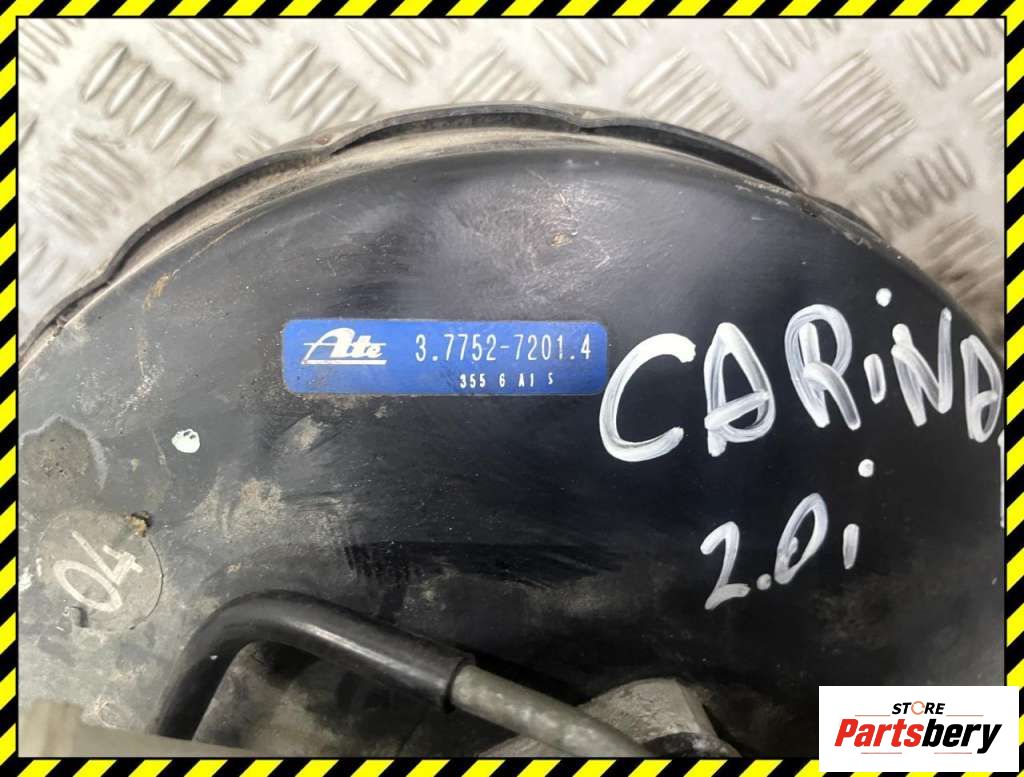 Ate 3.7752-7201.4
355 6 A1 S
CARiNA
2.0i
04
STORE
Partsbery